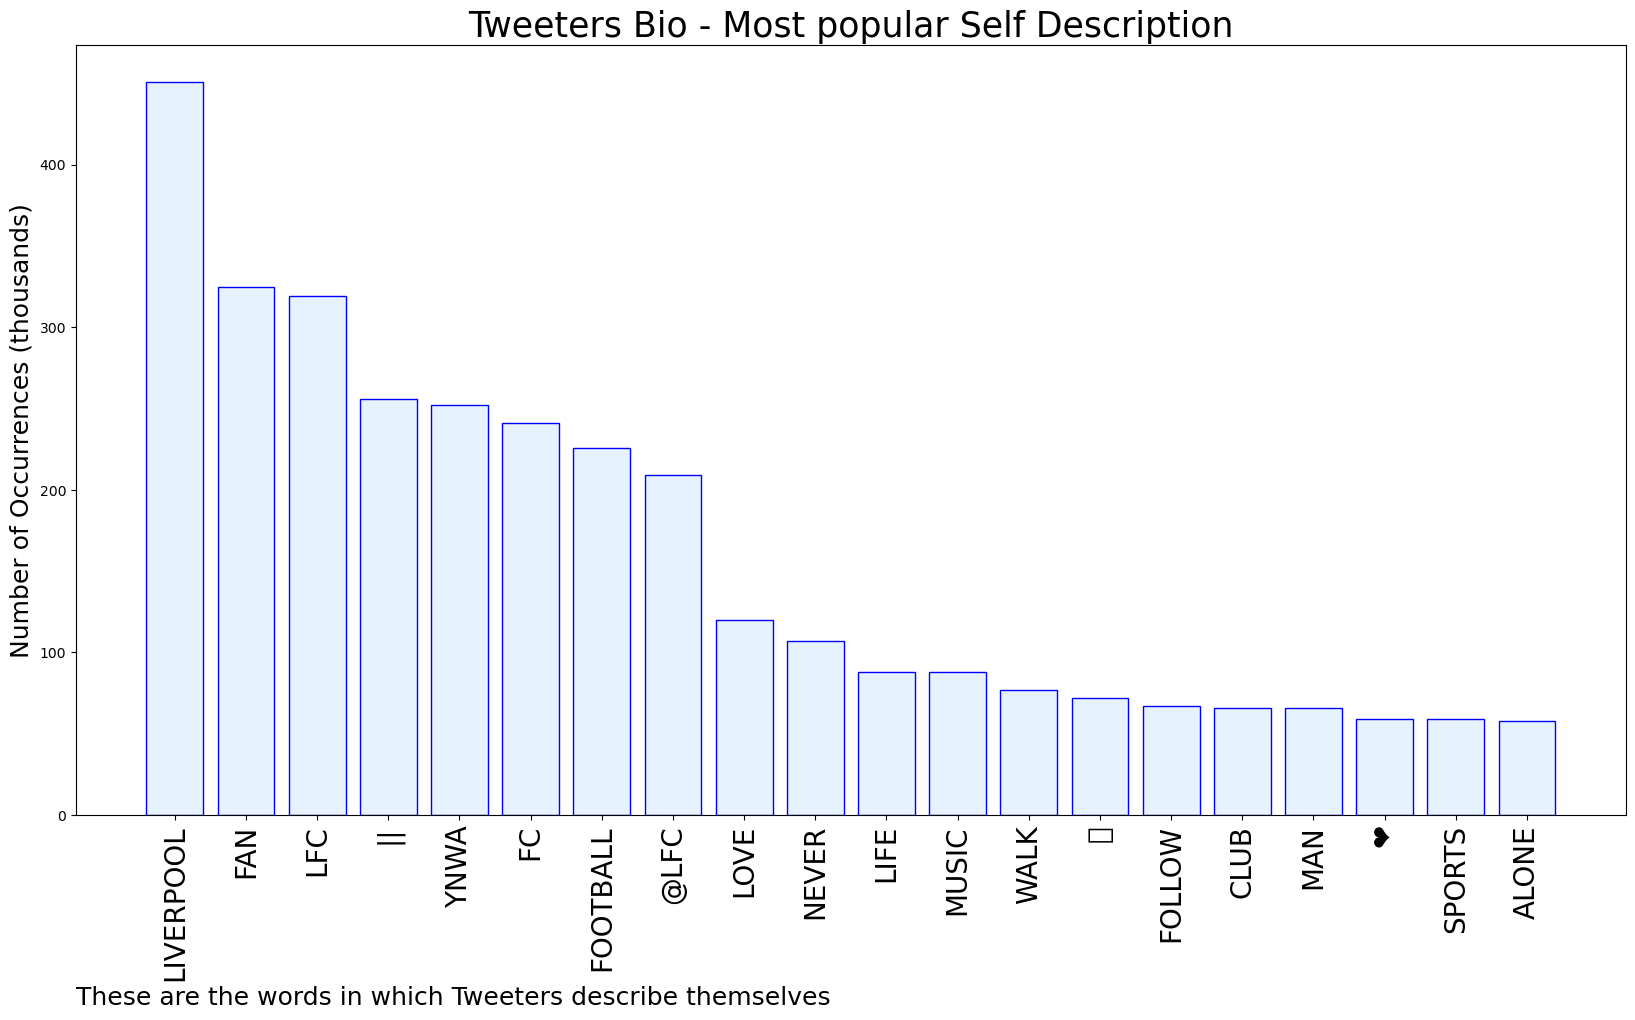 Tweeters Bio - Most popular Self Description
Number of Occurrences (thousands)
400
300
200
100
0
LIVERPOOL
FAN
LFC
||
YNWA
FC
FOOTBALL
@LFC
LOVE
NEVER
LIFE
MUSIC
WALK
FOLLOW
CLUB
MAN
❤
SPORTS
ALONE
These are the words in which Tweeters describe themselves